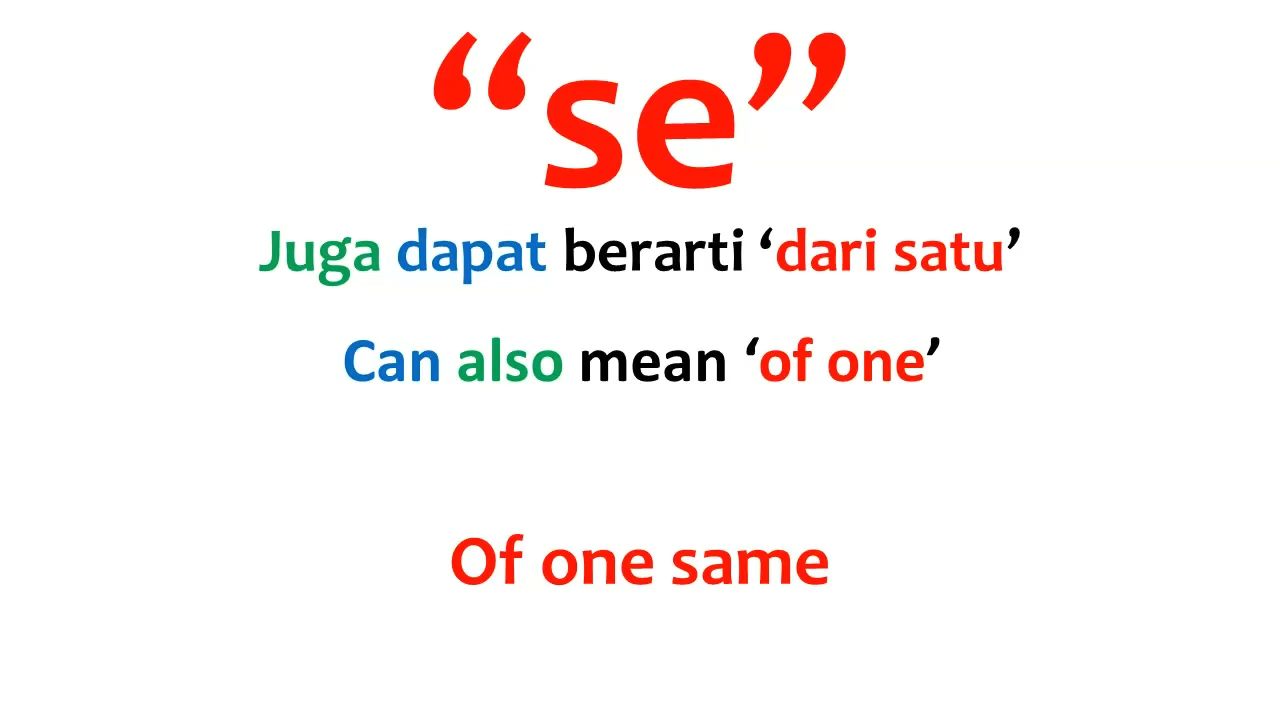 “se”
Juga dapat berarti ‘dari satu’
Can also mean ‘of one’
Of one same